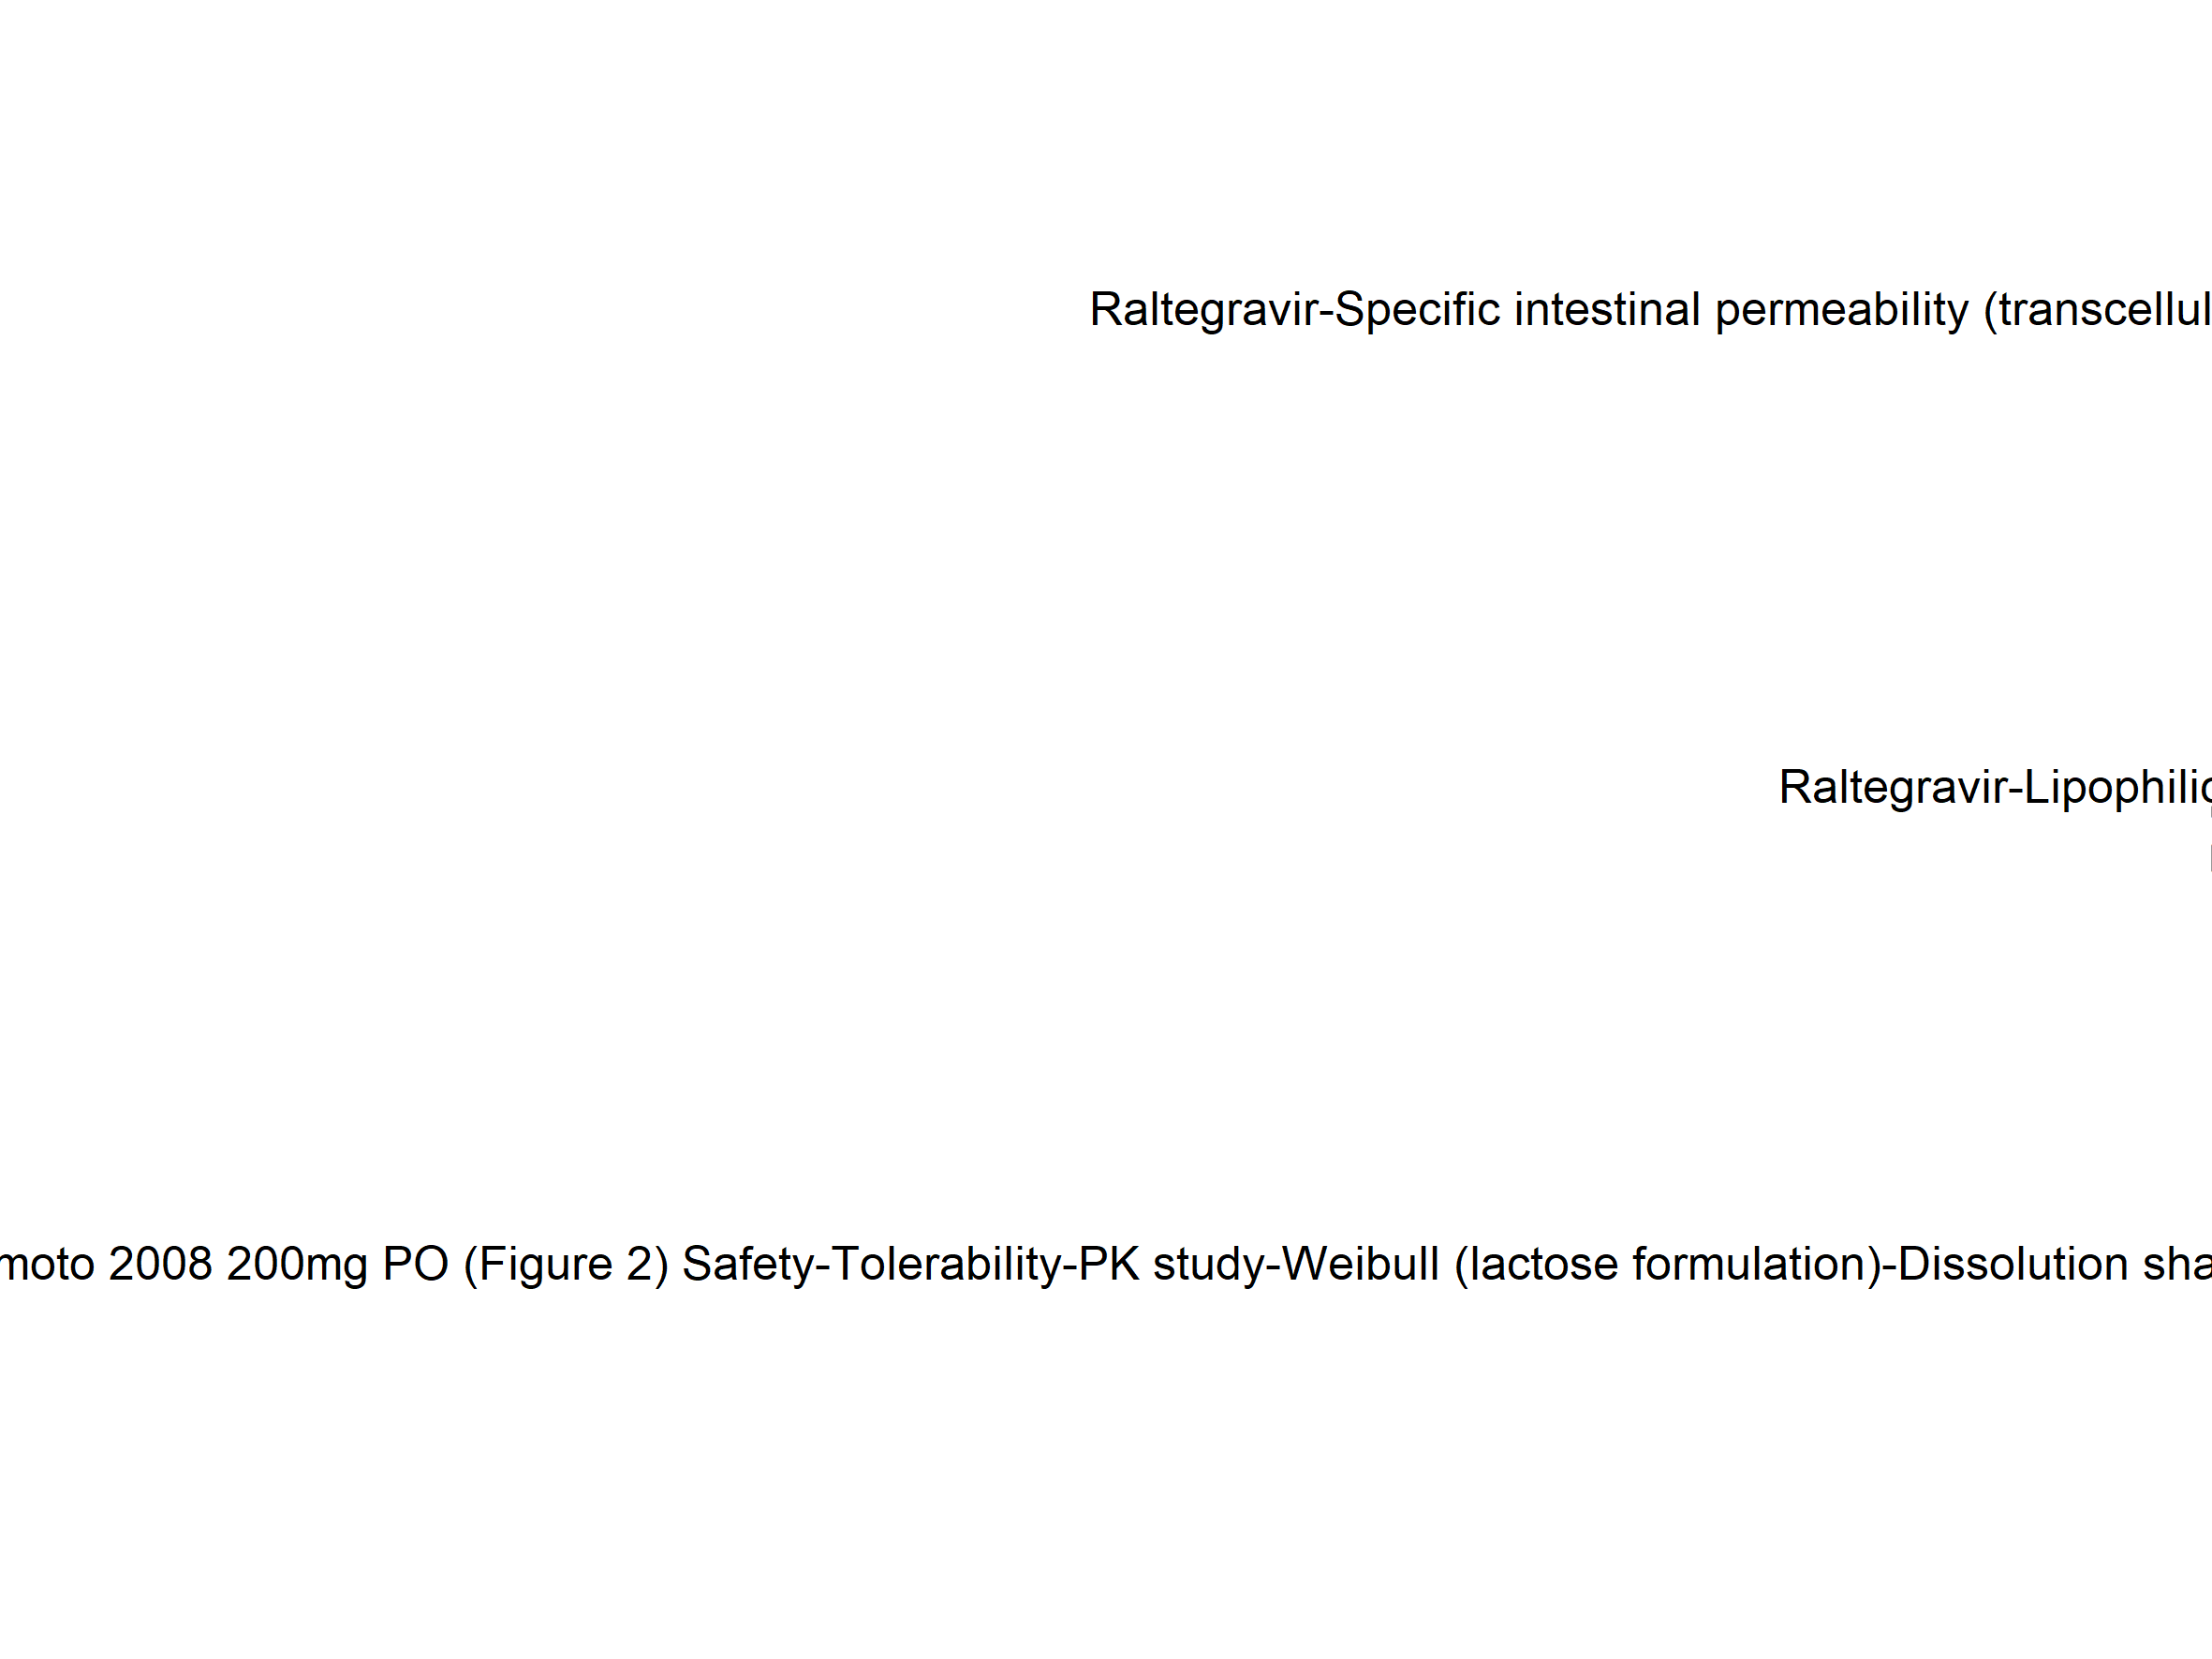 Raltegravir-Specific intestinal permeability (transcellul
Raltegravir-Lipophilic
moto 2008 200mg PO (Figure 2) Safety-Tolerability-PK study-Weibull (lactose formulation)-Dissolution sha